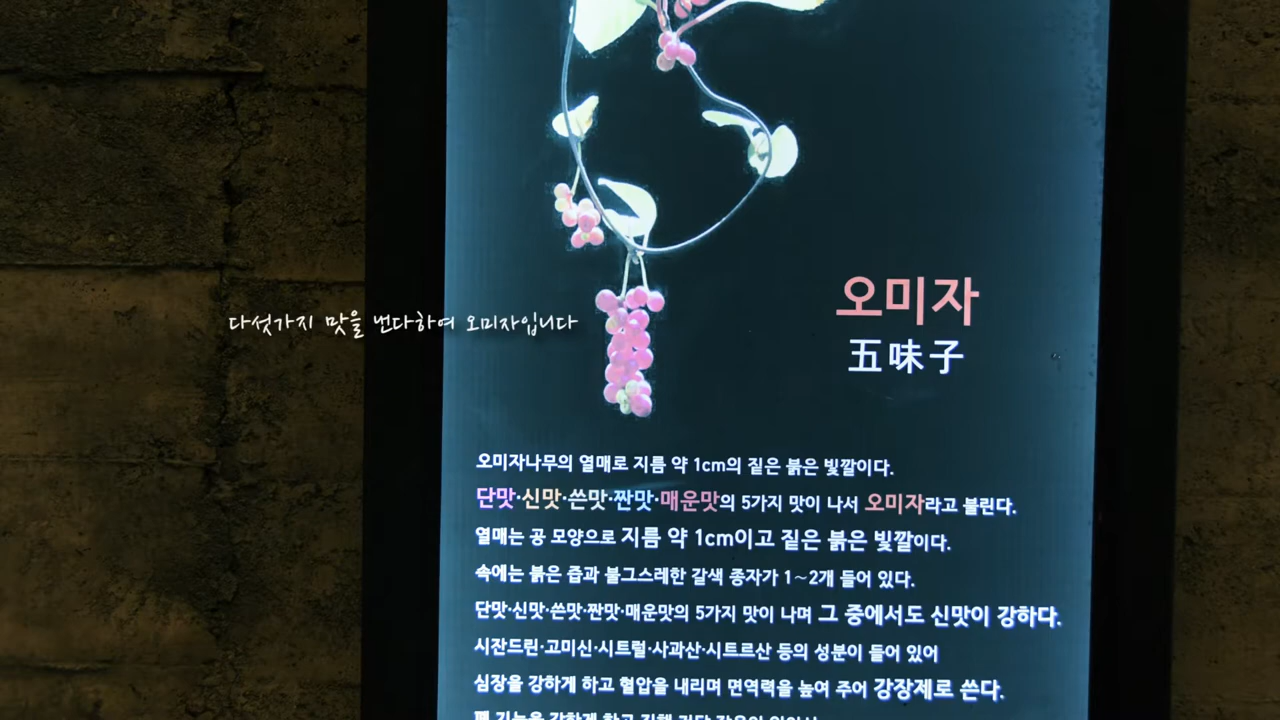 오미자
五味子
다섯가지 맛을 번다하여 오미자입니다
오미자나무의 열매로 지름 약 1cm의 짙은 붉은 빛깔이다.
단맛·신맛·쓴맛·짠맛·매운맛의 5가지 맛이 나서 오미자라고 불린다.
열매는 공 모양으로 지름 약 1cm이고 짙은 붉은 빛깔이다.
속에는 붉은 즙과 불그스레한 갈색 종자가 1~2개 들어 있다.
단맛·신맛·쓴맛·짠맛·매운맛의 5가지 맛이 나며 그 중에서도 신맛이 강하다.
시잔드린·고미신·시트럴·사과산·시트르산 등의 성분이 들어 있어
심장을 강하게 하고 혈압을 내리며 면역력을 높여 주어 강장제로 쓴다.